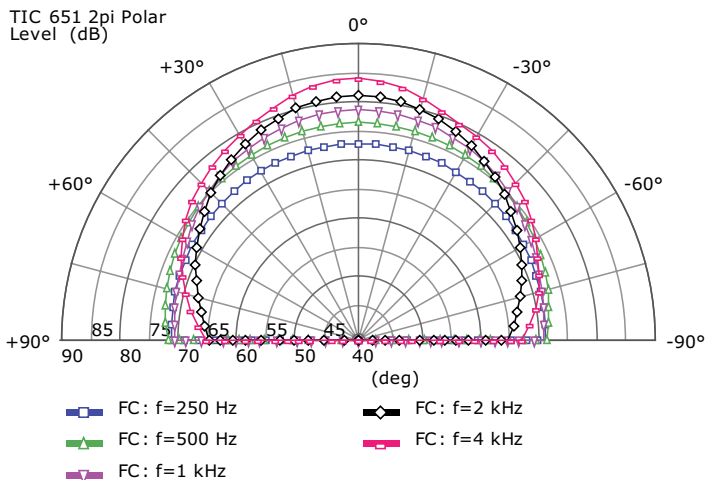 TIC 651 2pi Polar
Level (dB)
0°
+30°
-30°
+60°
-60°
85 75 65 55 45
+90°
-90°
90 80 70 60 50 40
(deg)
FC: f=250 Hz
FC: f=2 kHz
FC: f=500 Hz
FC: f=4 kHz
FC: f=1 kHz